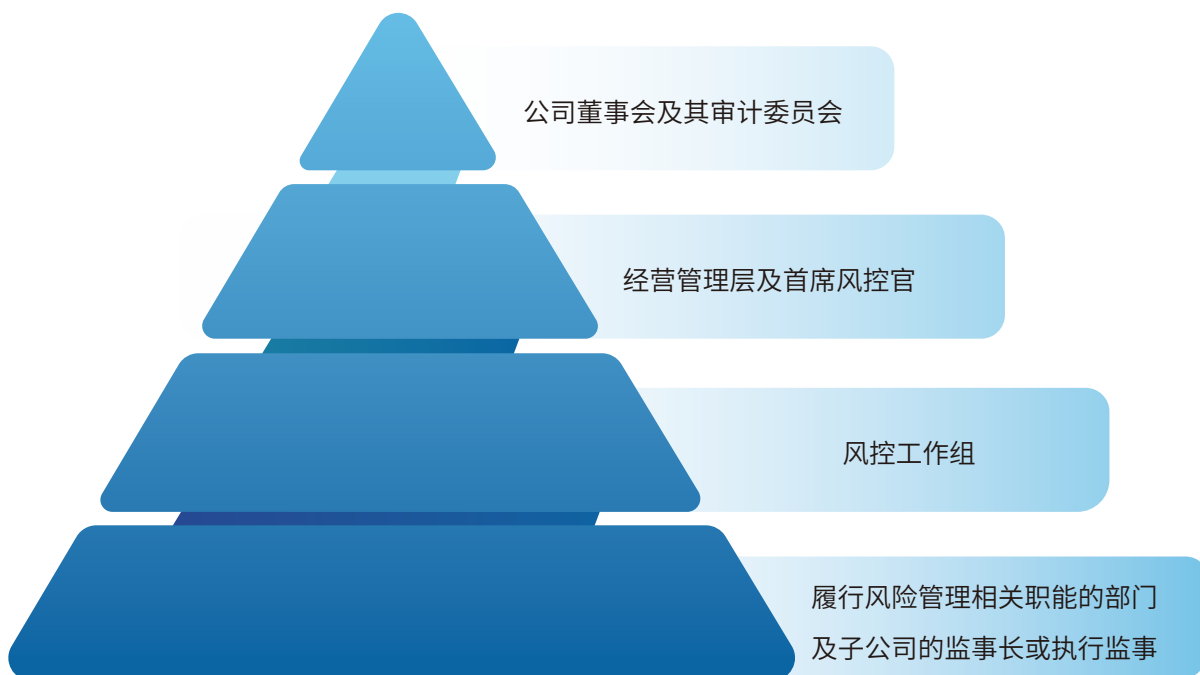 公司董事会及其审计委员会
经营管理层及首席风控官
风控工作组
履行风险管理相关职能的部门
及子公司的监事长或执行监事